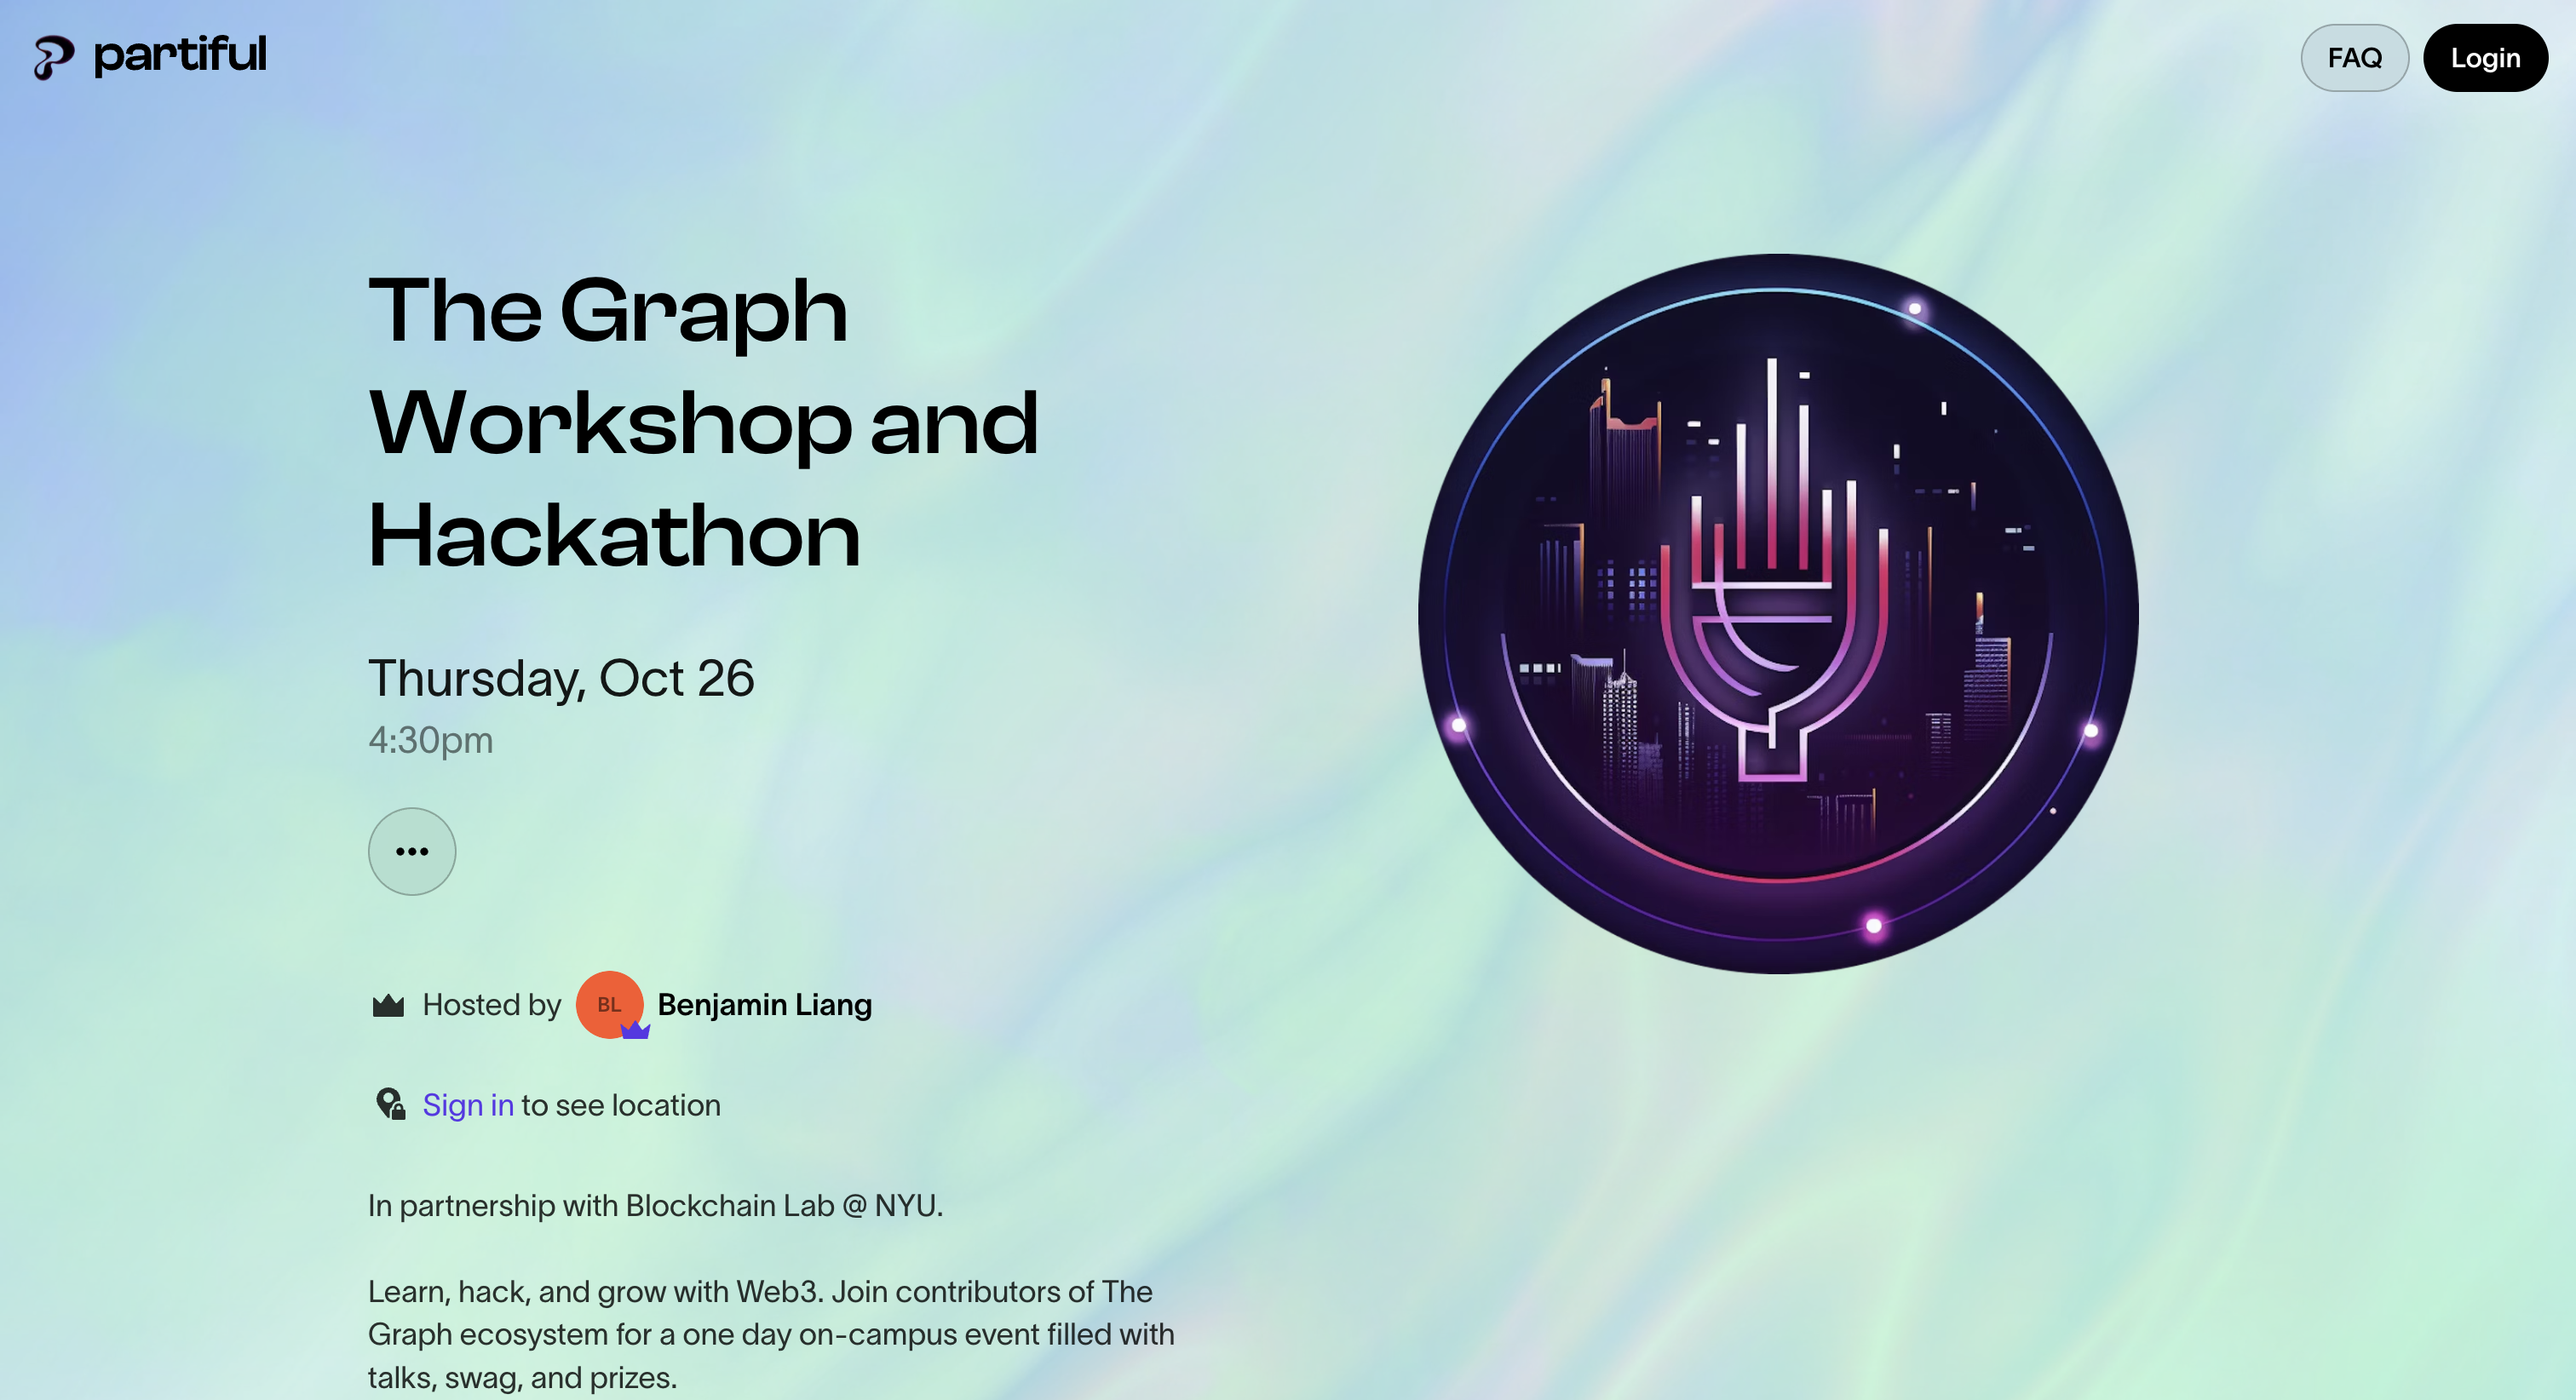 partiful
FAQ
Login
The Graph
Workshop and
Hackathon
Thursday, Oct 26
4:30pm
•••
Hosted by BL Benjamin Liang
Sign in to see location
In partnership with Blockchain Lab @ NYU.
Learn, hack, and grow with Web3. Join contributors of The
Graph ecosystem for a one day on-campus event filled with
talks, swag, and prizes.